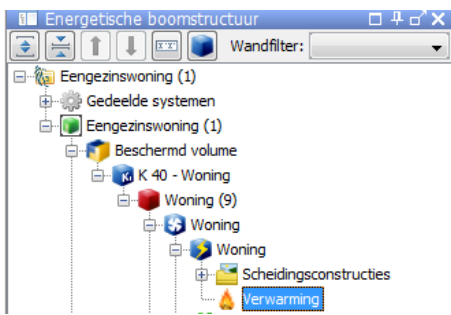 Energetische boomstructuur
Wandfilter:
Eengezinswoning (1)
Gedeelde systemen
Eengezinswoning (1)
Beschermd volume
K 40 - Woning
Woning (9)
Woning
Woning
Scheidingsconstructies
Verwarming